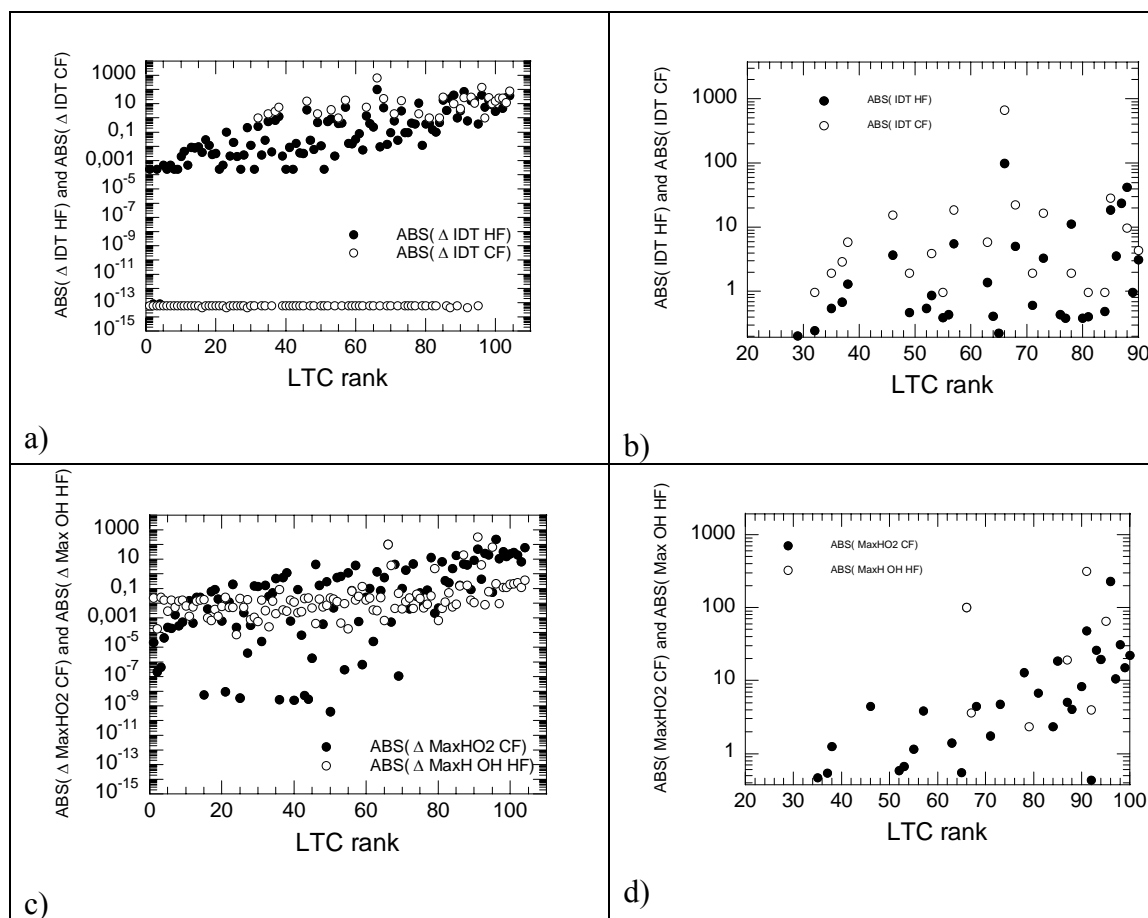 ABS( Δ IDT HF) and ABS( Δ IDT CF)
1000
10
0,1
0,001
10-5
10-7
10-9
10-11
10-13
10-15
ABS( Δ IDT HF)
ABS( Δ IDT CF)
0 20 40 60 80 100
LTC rank
a)
ABS( IDT HF) and ABS( IDT CF)
1000
100
10
1
ABS( IDT HF)
ABS( IDT CF)
20 30 40 50 60 70 80 90
LTC rank
b)
ABS( Δ MaxHO2 CF) and ABS( Δ Max OH HF)
1000
10
0,1
0,001
10-5
10-7
10-9
10-11
10-13
10-15
ABS( Δ MaxHO2 CF)
ABS( Δ MaxH OH HF)
0 20 40 60 80 100
LTC rank
c)
ABS( MaxHO2 CF) and ABS( Max OH HF)
1000
100
10
1
ABS( MaxHO2 CF)
ABS( MaxH OH HF)
20 30 40 50 60 70 80 90 100
LTC rank
d)